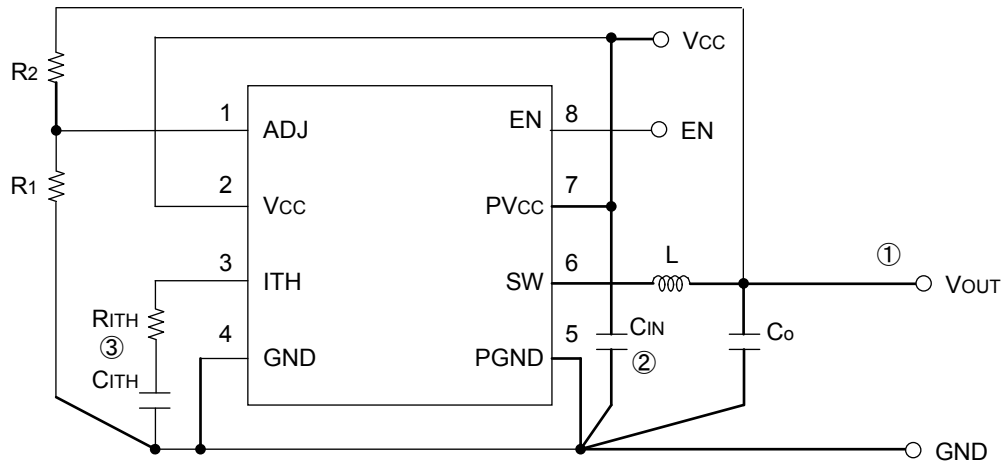 VCC
R2
1 ADJ EN 8 EN
R1
2 VCC PVCC 7
L ①
3 ITH SW 6 VOUT
RITH
③
CITH
CIN
②
Co
4 GND PGND 5
GND